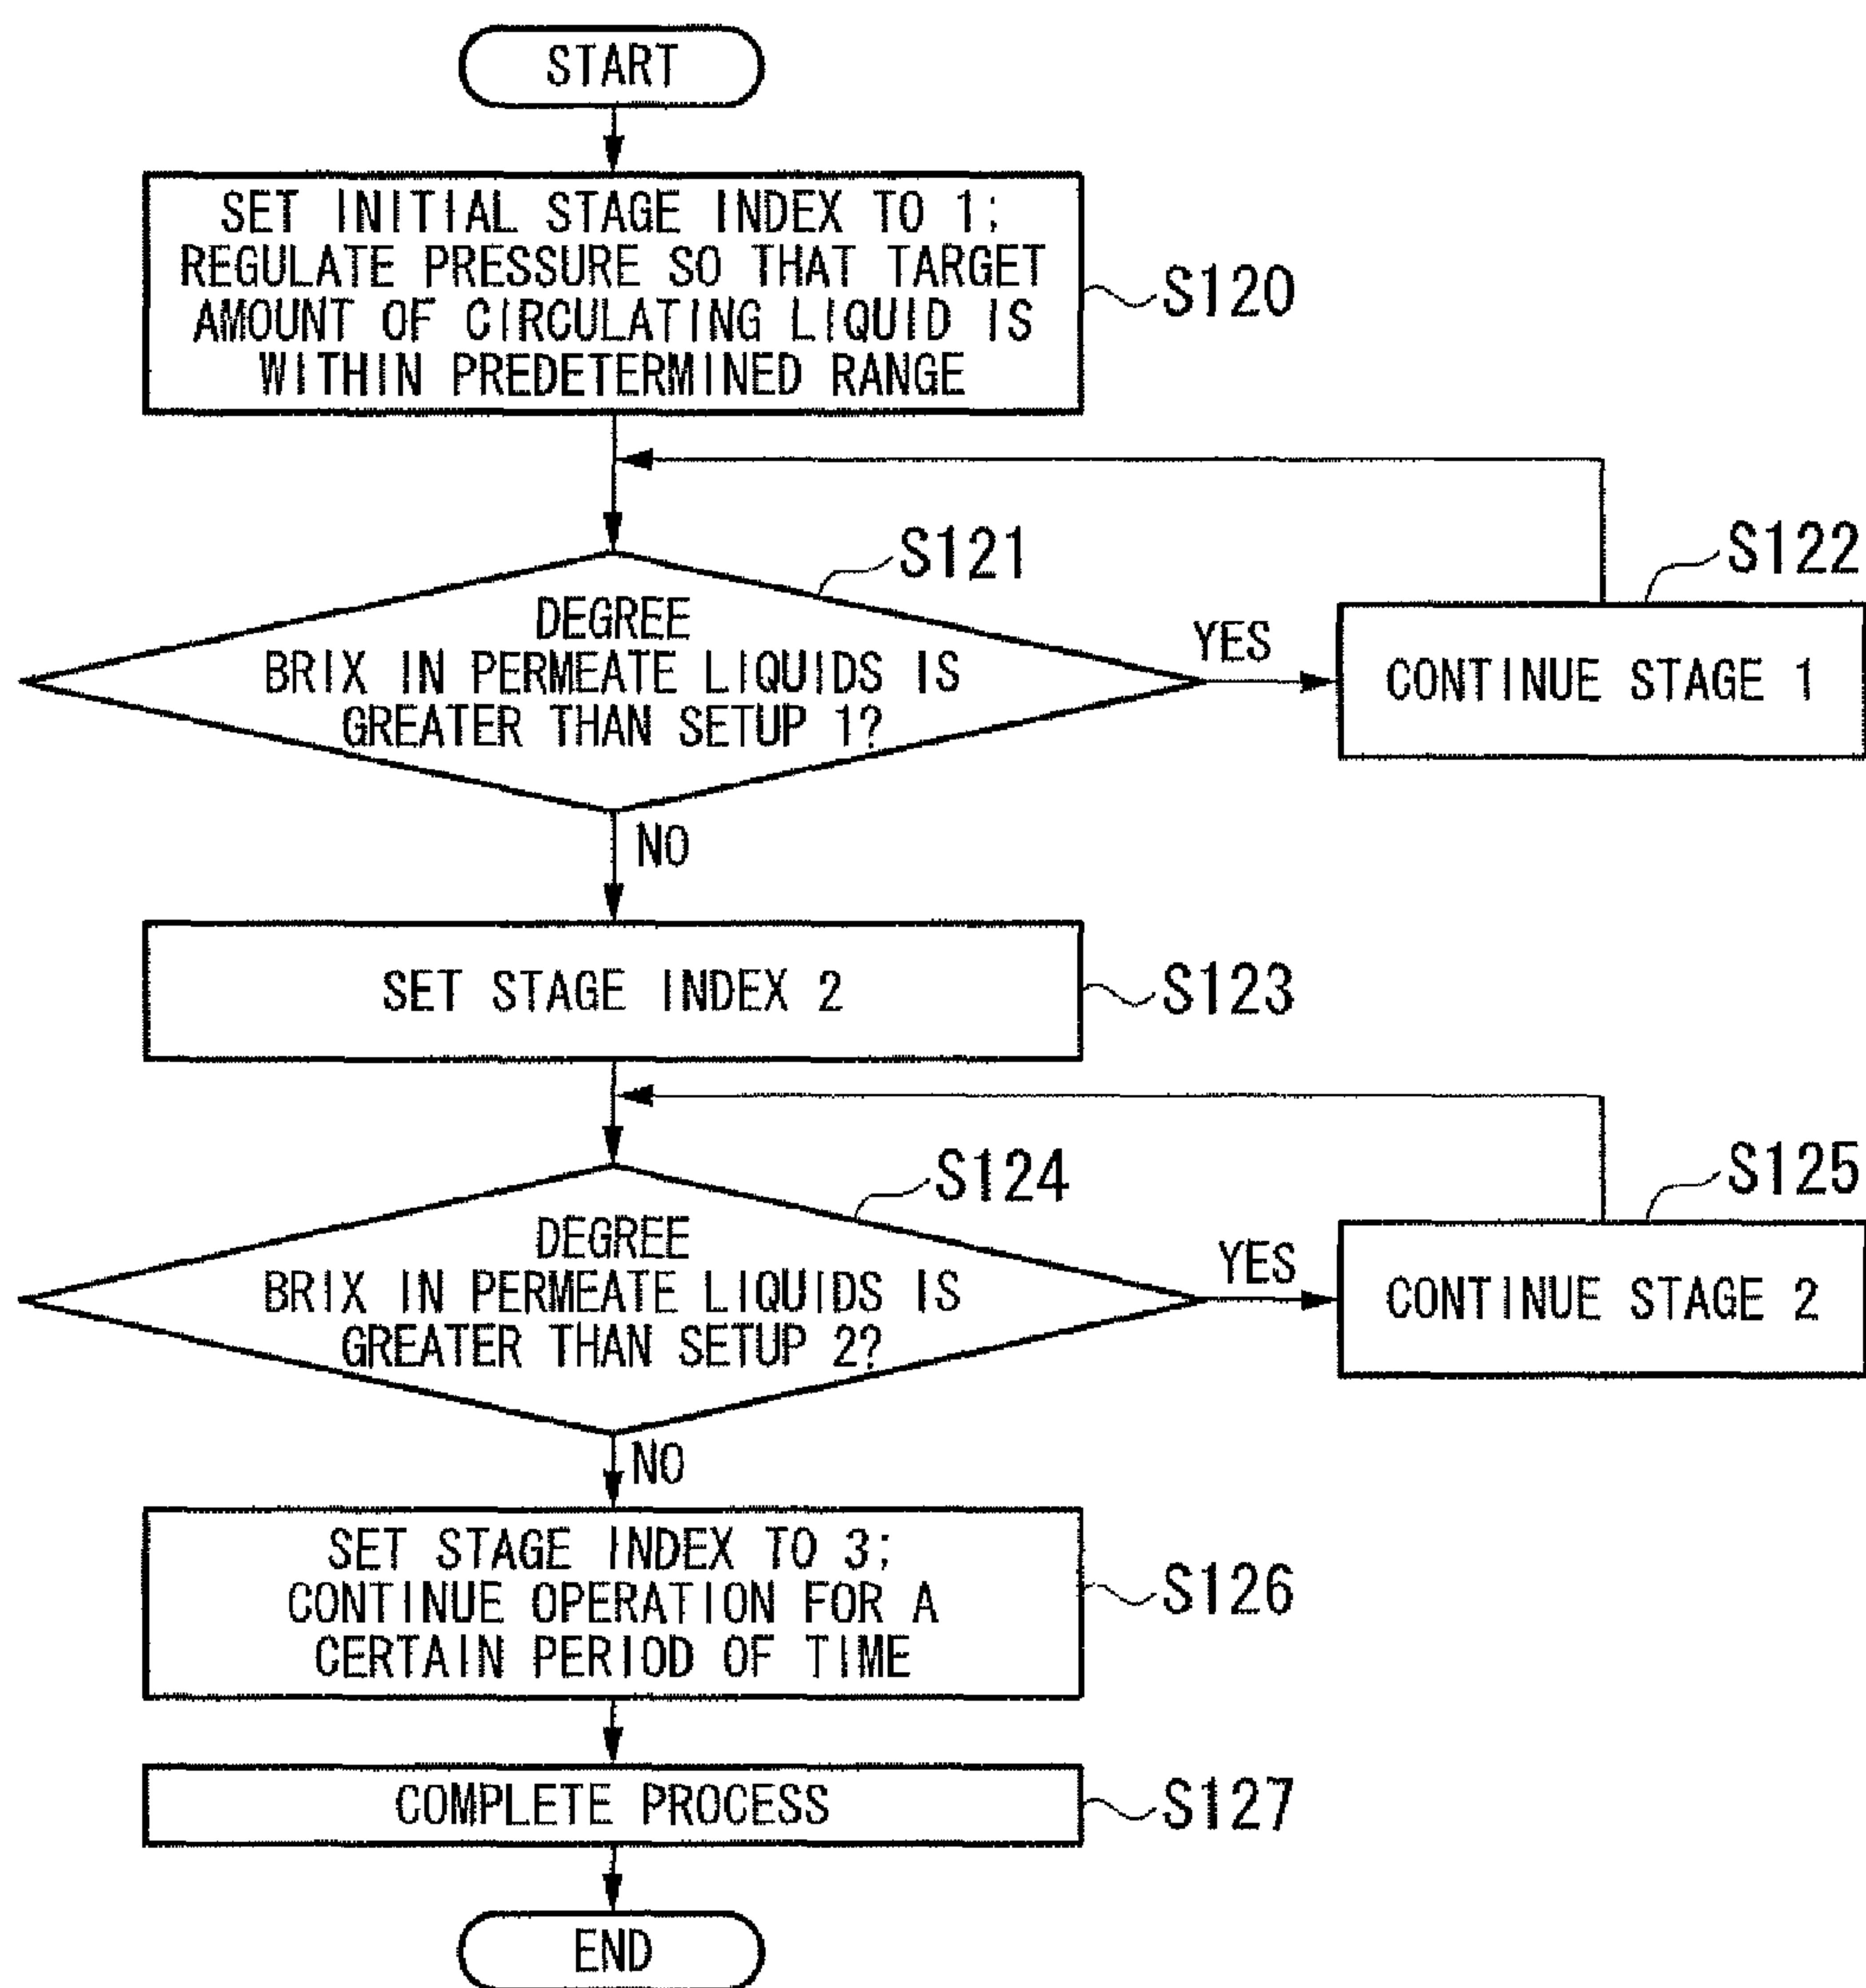 START
SET INITIAL STAGE INDEX TO 1;
REGULATE PRESSURE SO THAT TARGET
AMOUNT OF CIRCULATING LIQUID IS
WITHIN PREDETERMINED RANGE
S120
S121
DEGREE
BRIX IN PERMEATE LIQUIDS IS
GREATER THAN SETUP 1?
YES
S122
CONTINUE STAGE 1
NO
SET STAGE INDEX 2
S123
S124
DEGREE
BRIX IN PERMEATE LIQUIDS IS
GREATER THAN SETUP 2?
YES
S125
CONTINUE STAGE 2
NO
SET STAGE INDEX TO 3;
CONTINUE OPERATION FOR A
CERTAIN PERIOD OF TIME
S126
COMPLETE PROCESS
S127
END